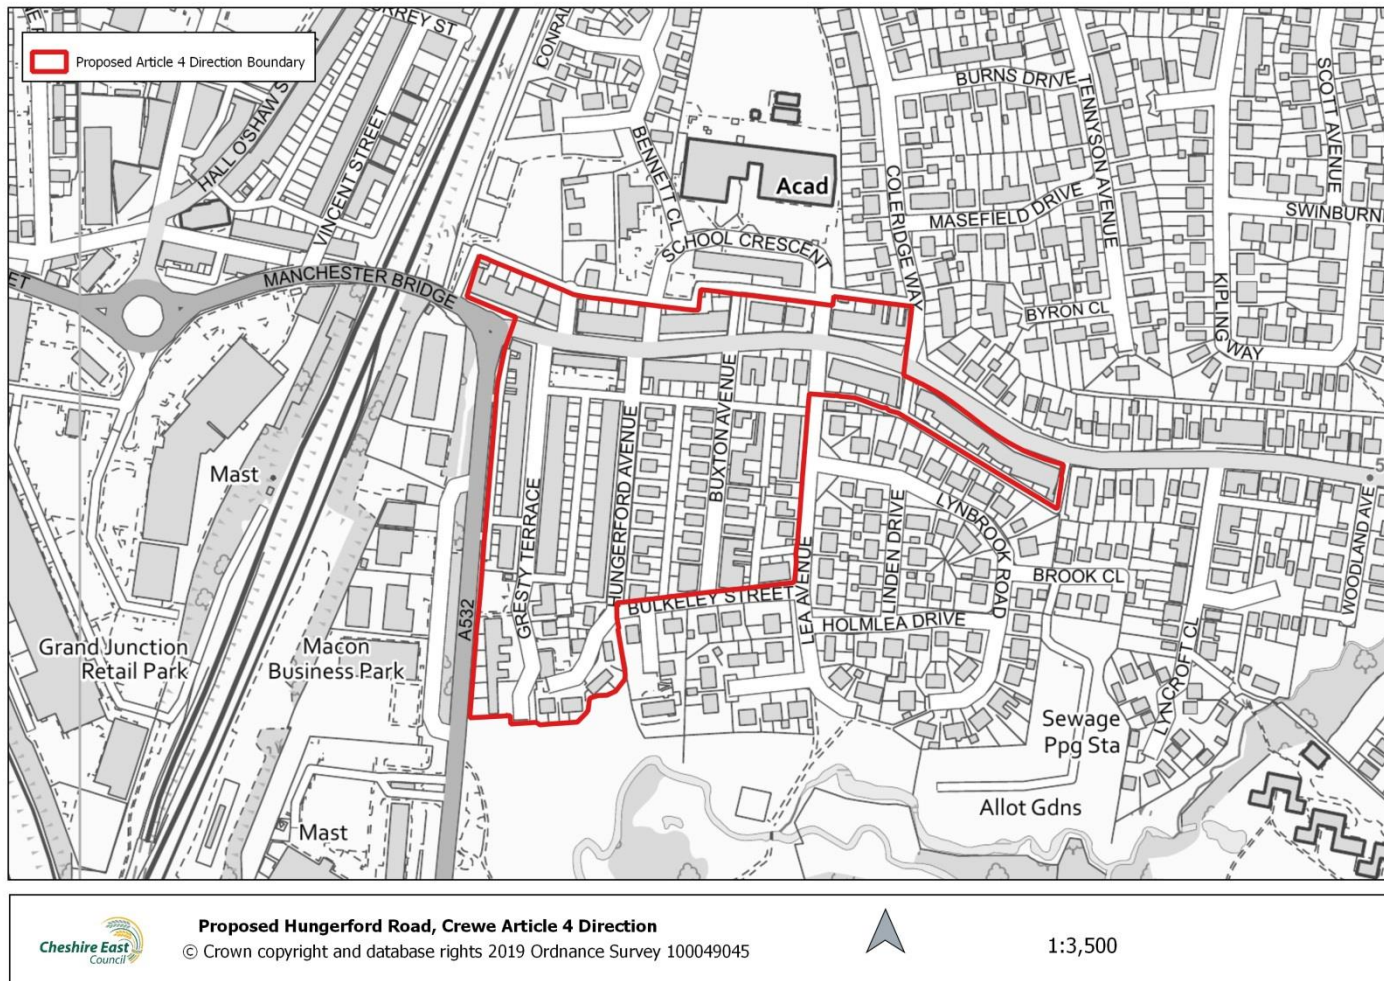 Proposed Article 4 Direction Boundary
HALL O'SHAW S
VINCENT STREET
CONRAD
BENNETT CL
Acad
SCHOOL CRESCENT
COLERIDGE WAY
BURNS DRIVE
TENNYSON AVENUE
MASEFIELD DRIVE
BYRON CL
KIPLING WAY
SCOTT AVENUE
SWINBURNE
MANCHESTER BRIDGE
ET
Mast
GRESTY TERRACE
HUNGERFORD AVENUE
BUXTON AVENUE
BULKELEY STREET
LEA AVENUE
LINDEN DRIVE
LYNBROOK ROAD
HOLMLEA DRIVE
BROOK CL
LYNCROFT CL
WOODLAND AVE
5
A532
Grand Junction
Retail Park
Macon
Business Park
Mast
Sewage
Ppg Sta
Allot Gdns
Cheshire East
Council
Proposed Hungerford Road, Crewe Article 4 Direction
© Crown copyright and database rights 2019 Ordnance Survey 100049045
1:3,500